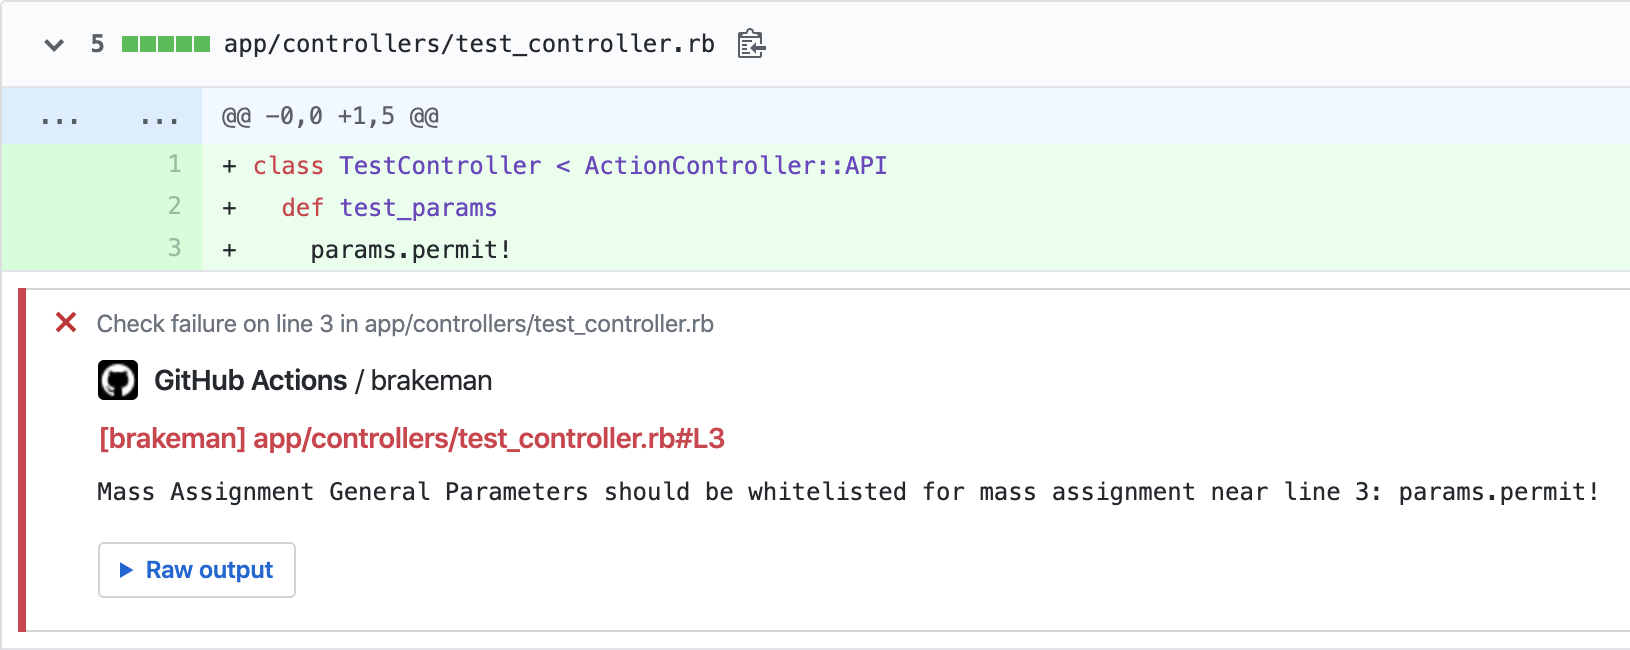 5 app/controllers/test_controller.rb
... ... @@ -0,0 +1,5 @@
1 + class TestController < ActionController::API
2 +   def test_params
3 +     params.permit!
Check failure on line 3 in app/controllers/test_controller.rb
GitHub Actions / brakeman
[brakeman] app/controllers/test_controller.rb#L3
Mass Assignment General Parameters should be whitelisted for mass assignment near line 3: params.permit!
Raw output